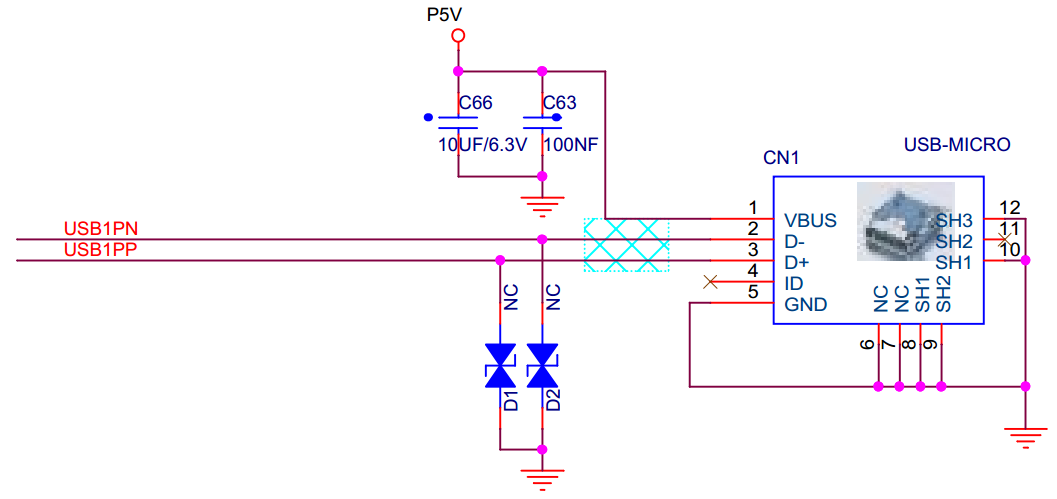 P5V
C66
C63
10UF/6.3V
100NF
USB-MICRO
CN1
1
VBUS
2
D-
3
D+
4
ID
5
GND
12
SH3
11
SH2
10
SH1
USB1PN
USB1PP
NC
NC
NC
NC
SH1
SH2
6
7
8
9
D1
D2